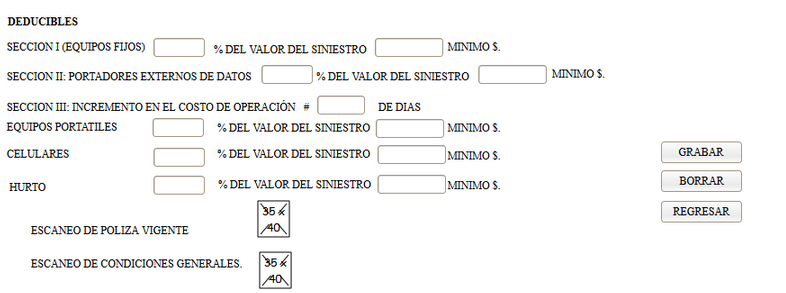 DEDUCIBLES
SECCION I (EQUIPOS FIJOS) % DEL VALOR DEL SINIESTRO MINIMO $.
SECCION II: PORTADORES EXTERNOS DE DATOS % DEL VALOR DEL SINIESTRO MINIMO $.
SECCION III: INCREMENTO EN EL COSTO DE OPERACIÓN # DE DIAS
EQUIPOS PORTATILES % DEL VALOR DEL SINIESTRO MINIMO $.
CELULARES % DEL VALOR DEL SINIESTRO MINIMO $.
GRABAR
HURTO % DEL VALOR DEL SINIESTRO MINIMO $.
BORRAR
REGRESAR
35 x
40
ESCANEO DE POLIZA VIGENTE
ESCANEO DE CONDICIONES GENERALES.
35 x
40